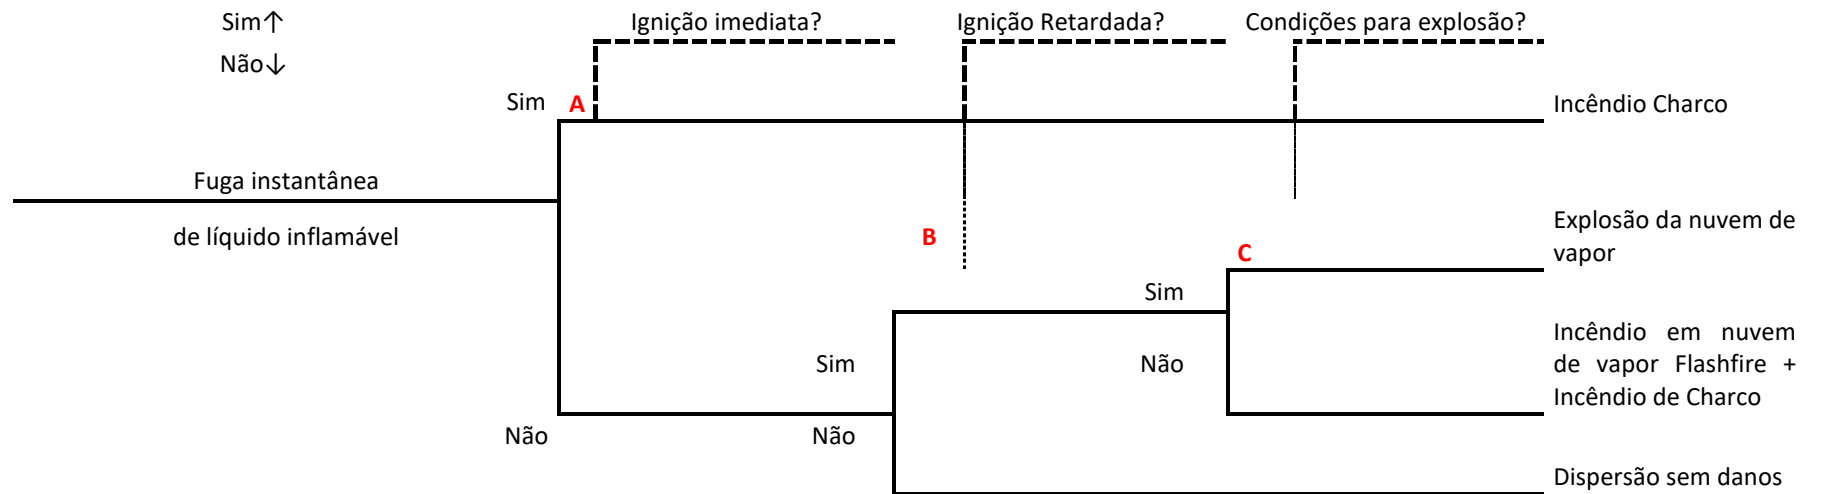 Sim↑
Não↓
Ignição imediata?
Ignição Retardada?
Condições para explosão?
Sim
A
Incêndio Charco
Fuga instantânea
de líquido inflamável
B
C
Explosão da nuvem de
vapor
Sim
Sim
Não
Incêndio em nuvem
de vapor Flashfire +
Incêndio de Charco
Não
Não
Dispersão sem danos